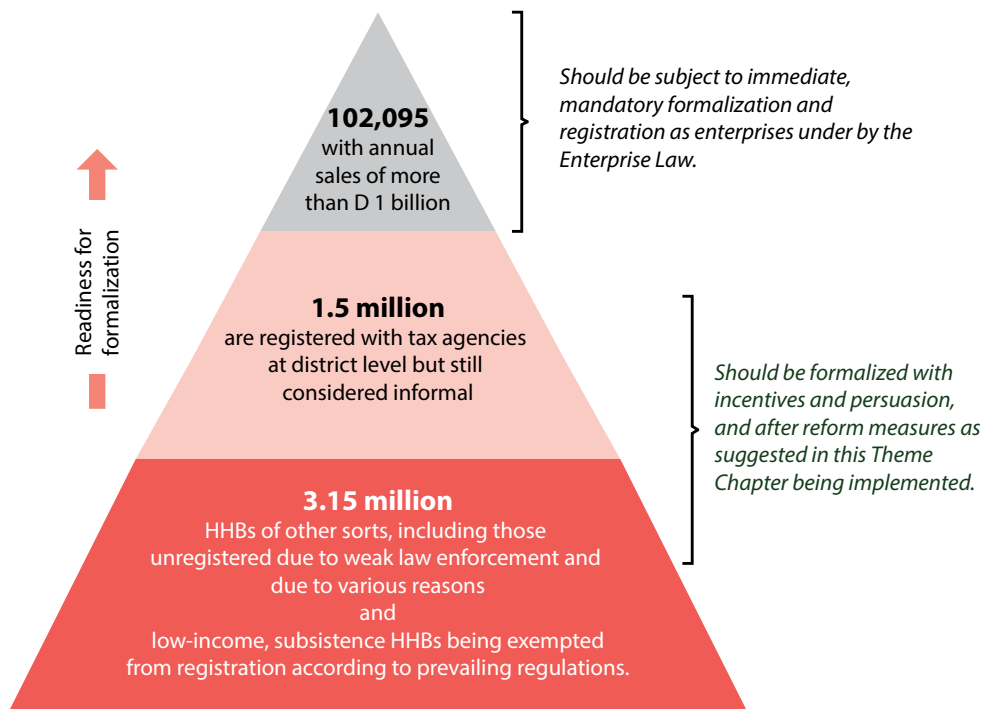 102,095
with annual
sales of more
than D 1 billion
Should be subject to immediate,
mandatory formalization and
registration as enterprises under by the
Enterprise Law.
Readiness for
formalization
1.5 million
are registered with tax agencies
at district level but still
considered informal
Should be formalized with
incentives and persuasion,
and after reform measures as
suggested in this Theme
Chapter being implemented.
3.15 million
HHBs of other sorts, including those
unregistered due to weak law enforcement and
due to various reasons
and
low-income, subsistence HHBs being exempted
from registration according to prevailing regulations.